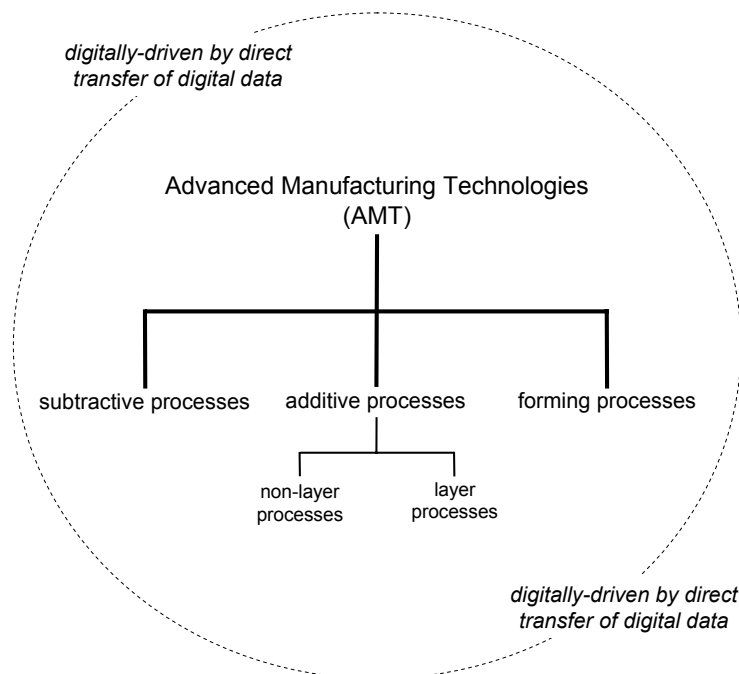 digitally-driven by direct
transfer of digital data
Advanced Manufacturing Technologies
(AMT)
subtractive processes
additive processes
forming processes
non-layer
processes
layer
processes
digitally-driven by direct
transfer of digital data